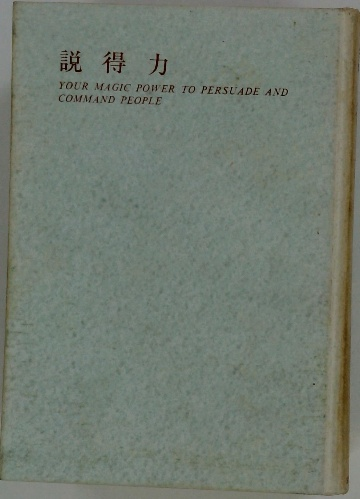 説得力
YOUR MAGIC POWER TO PERSUADE AND
COMMAND PEOPLE